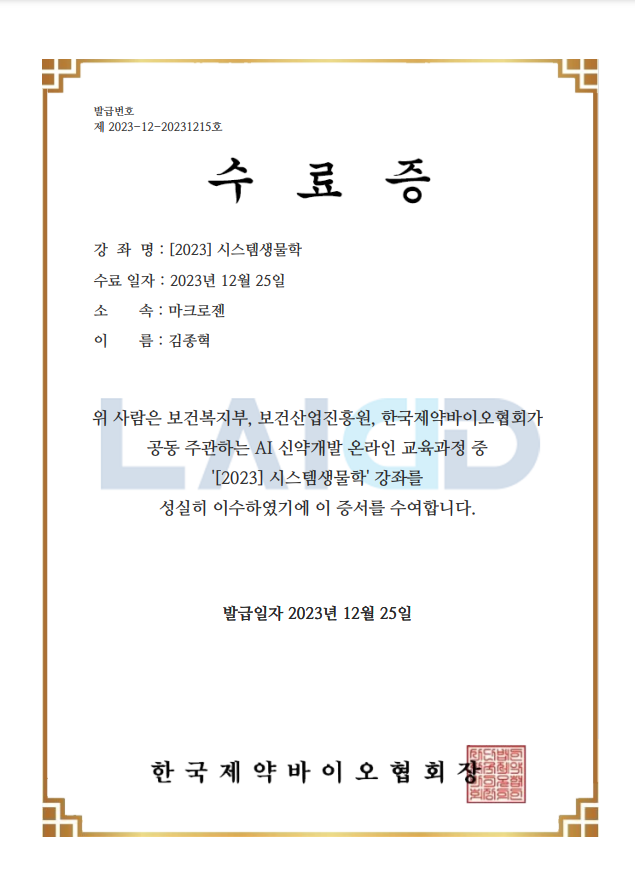 발급번호
제 2023-12-20231215호
수 료 증
강 좌 명 : [2023] 시스템생물학
수료 일자 : 2023년 12월 25일
소 속 : 마크로젠
이 름 : 김종혁
LAIDD
위 사람은 보건복지부, 보건산업진흥원, 한국제약바이오협회가
공동 주관하는 AI 신약개발 온라인 교육과정 중
'[2023] 시스템생물학' 강좌를
성실히 이수하였기에 이 증서를 수여합니다.
발급일자 2023년 12월 25일
한국제약바이오협회장